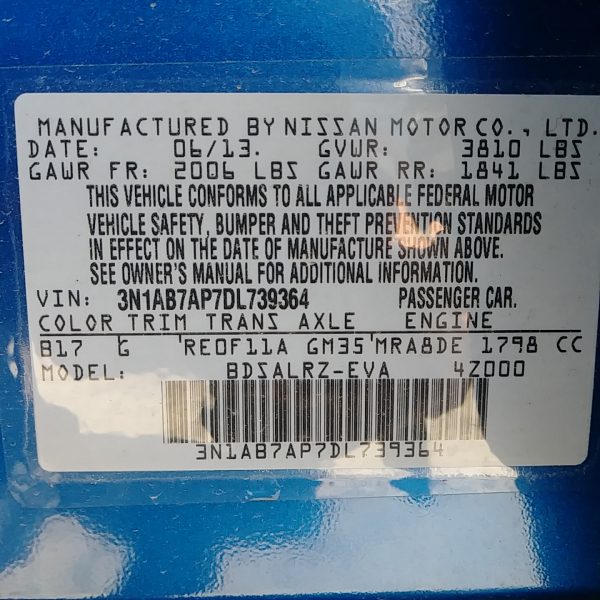 MANUFACTURED BY NISSAN MOTOR CO., LTD.
DATE: 06/13. GVWR: 3810 LBS
GAWR FR: 2006 LBS GAWR RR: 1841 LBS
THIS VEHICLE CONFORMS TO ALL APPLICABLE FEDERAL MOTOR
VEHICLE SAFETY, BUMPER AND THEFT PREVENTION STANDARDS
IN EFFECT ON THE DATE OF MANUFACTURE SHOWN ABOVE.
SEE OWNER'S MANUAL FOR ADDITIONAL INFORMATION.
VIN: 3N1AB7AP7DL739364 PASSENGER CAR.
COLOR TRIM TRANS AXLE ENGINE
B17 G RE0F11A GM35 MRA8DE 1798 CC
MODEL: BDSALRZ-EVA 4Z000
3N1AB7AP7DL739364